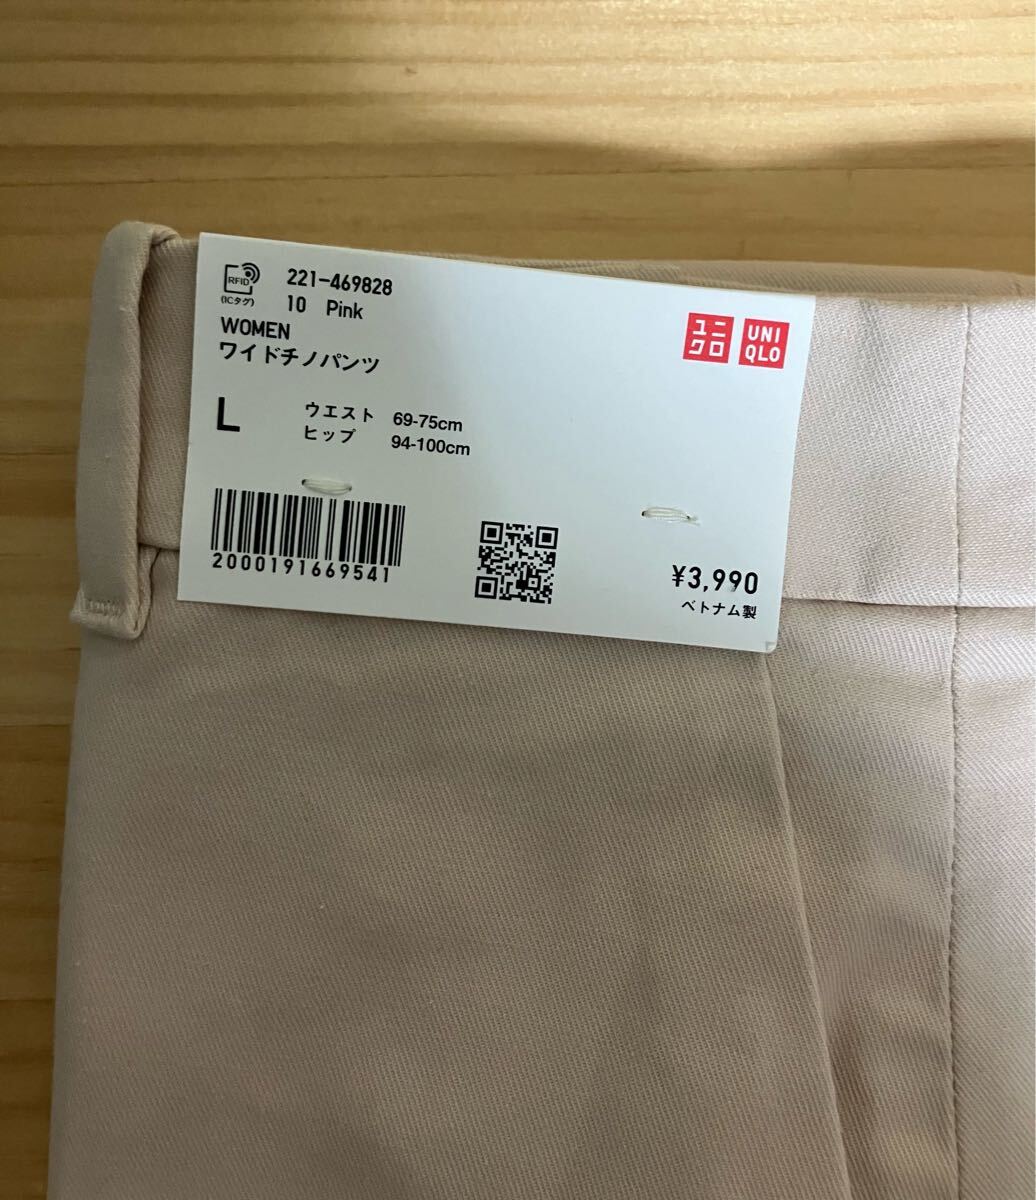 RFID
(ICタグ)
221-469828
10 Pink
WOMEN
ワイドチノパンツ
L
ウエスト 69-75cm
ヒップ 94-100cm
ユニ
クロ
UNI
QLO
2000191669541
¥3,990
ベトナム製